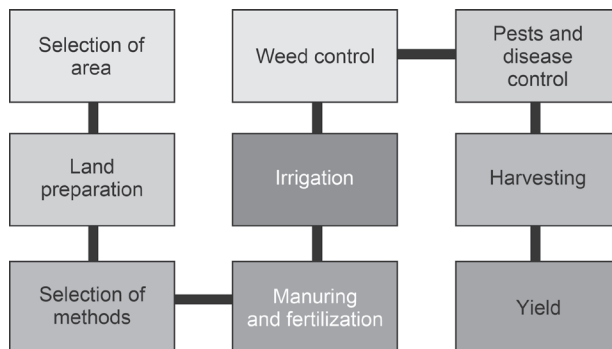 Selection of
area
Land
preparation
Selection of
methods
Manuring
and fertilization
Irrigation
Weed control
Pests and
disease
control
Harvesting
Yield